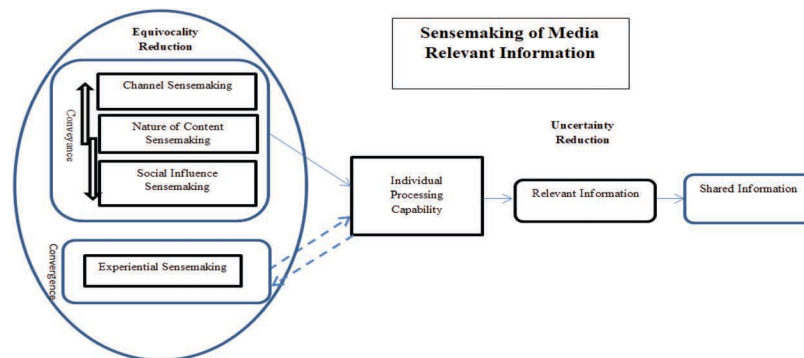 Equivocality
Reduction
Sensemaking of Media
Relevant Information
Channel Sensemaking
Conveyance
Nature of Content
Sensemaking
Social Influence
Sensemaking
Uncertainty
Reduction
Individual
Processing
Capability
Relevant Information
Shared Information
Convergence
Experiential Sensemaking